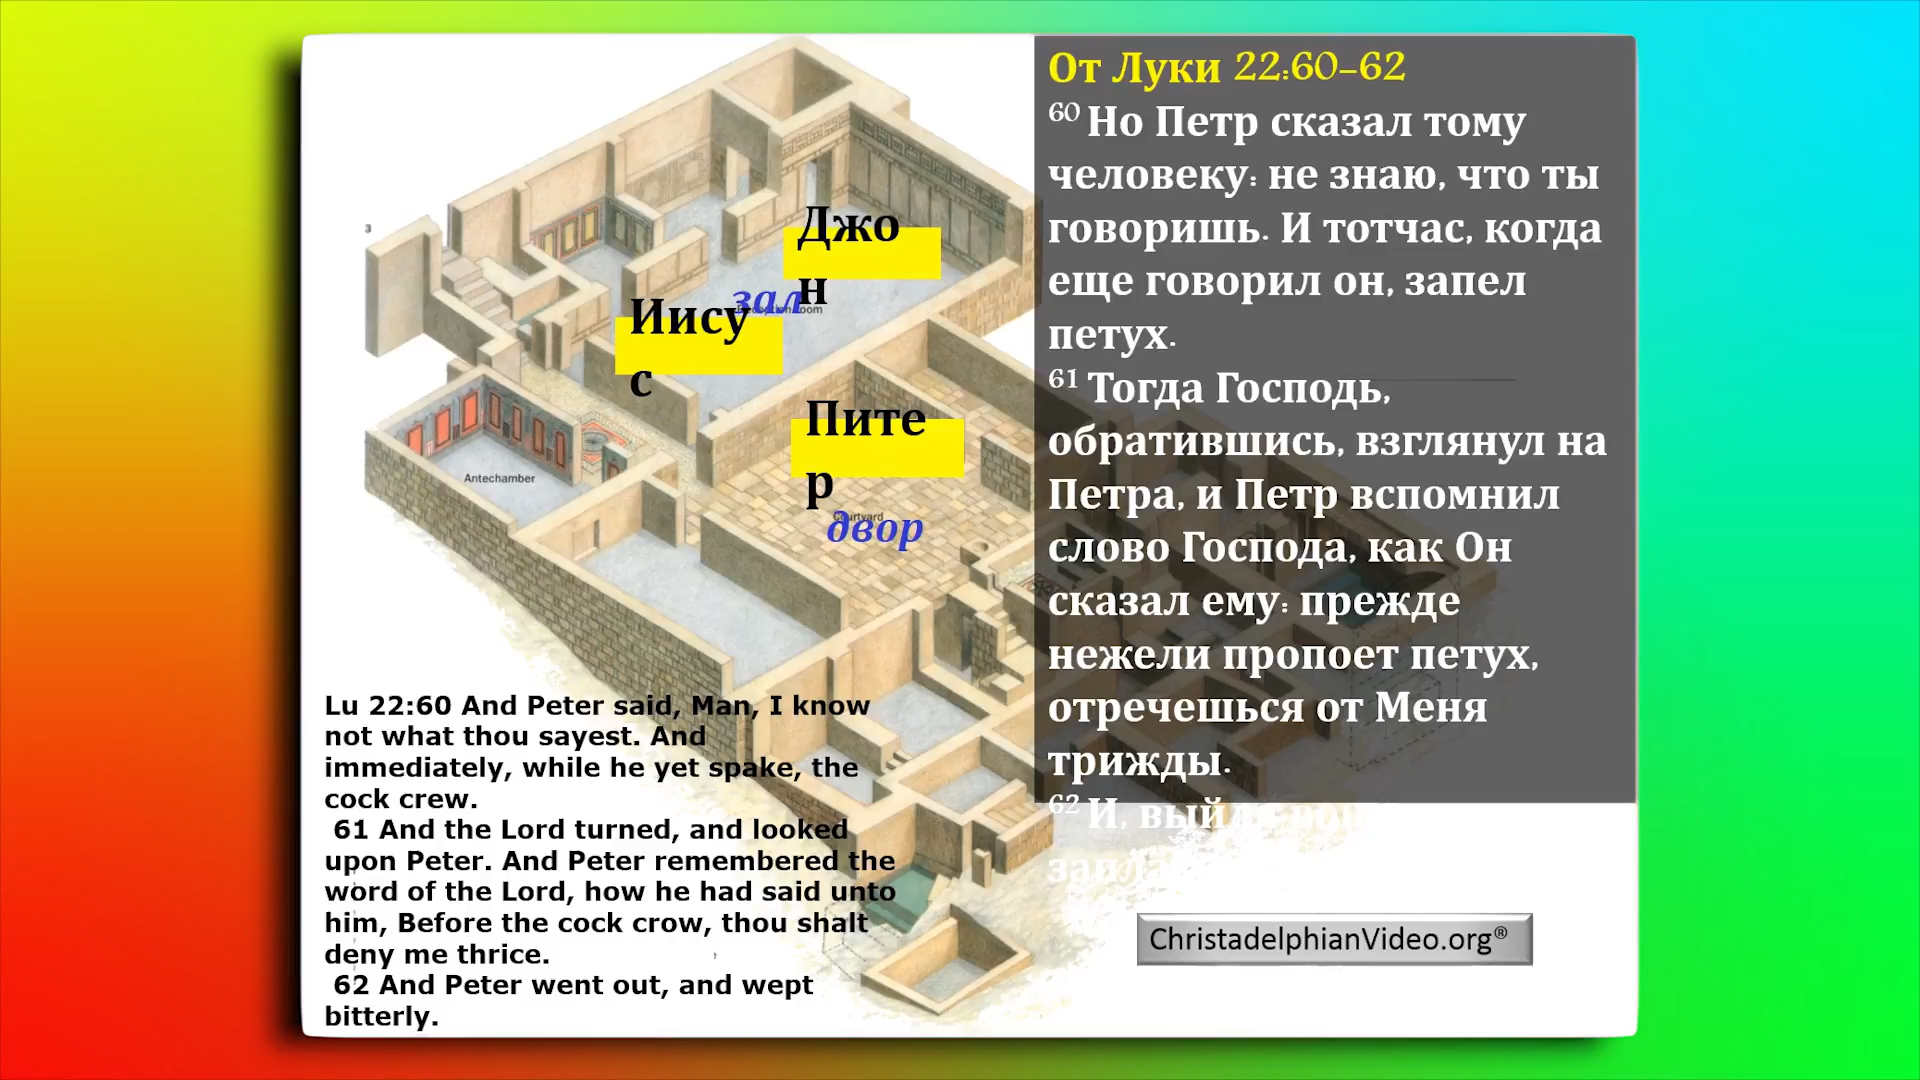 От Луки 22:60–62
60 Но Петр сказал тому
человеку: не знаю, что ты
говоришь. И тотчас, когда
еще говорил он, запел
петух.
61 Тогда Господь,
обратившись, взглянул на
Петра, и Петр вспомнил
слово Господа, как Он
сказал ему: прежде
нежели пропоет петух,
отречешься от Меня
трижды.
62 И, выйдя
3
Джо
н
зал
Иису
с
Пите
р
Courtyard
двор
Antechamber
Lu 22:60 And Peter said, Man, I know
not what thou sayest. And
immediately, while he yet spake, the
cock crew.
61 And the Lord turned, and looked
upon Peter. And Peter remembered the
word of the Lord, how he had said unto
him, Before the cock crow, thou shalt
deny me thrice.
62 And Peter went out, and wept
bitterly.
ChristadelphianVideo.org®